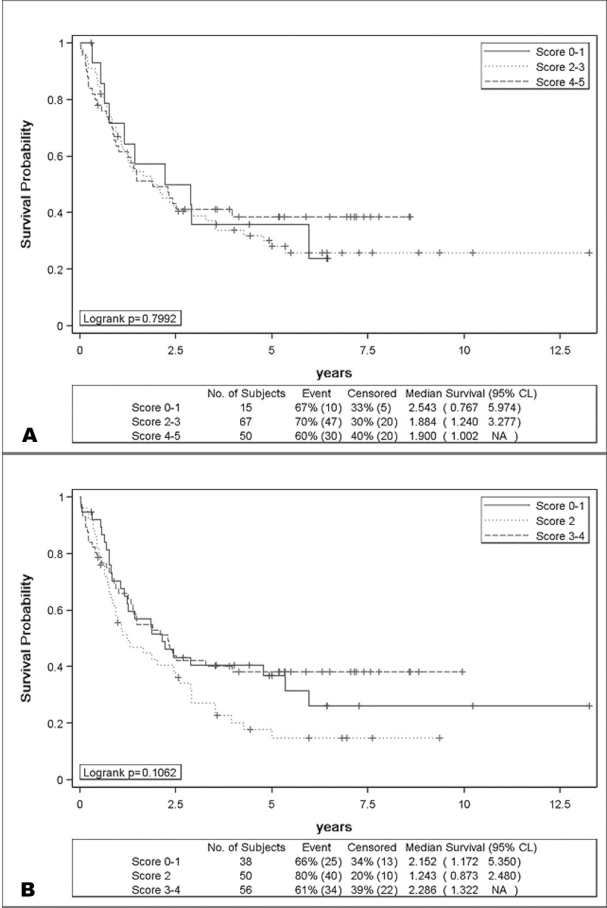 1
0.8
0.6
0.4
0.2
0
Survival Probability
Score 0-1
Score 2-3
Score 4-5
Logrank p=0.7992
0 2.5 5 7.5 10 12.5
years
No. of Subjects Event Censored Median Survival (95% CL)
Score 0-1 15 67% (10) 33% (5) 2.543 ( 0.767 5.974)
Score 2-3 67 70% (47) 30% (20) 1.884 ( 1.240 3.277)
Score 4-5 50 60% (30) 40% (20) 1.900 ( 1.002 NA )
A
1
0.8
0.6
0.4
0.2
0
Survival Probability
Score 0-1
Score 2
Score 3-4
Logrank p=0.1062
0 2.5 5 7.5 10 12.5
years
No. of Subjects Event Censored Median Survival (95% CL)
Score 0-1 38 66% (25) 34% (13) 2.152 ( 1.172 5.350)
Score 2 50 80% (40) 20% (10) 1.243 ( 0.873 2.480)
Score 3-4 56 61% (34) 39% (22) 2.286 ( 1.322 NA )
B